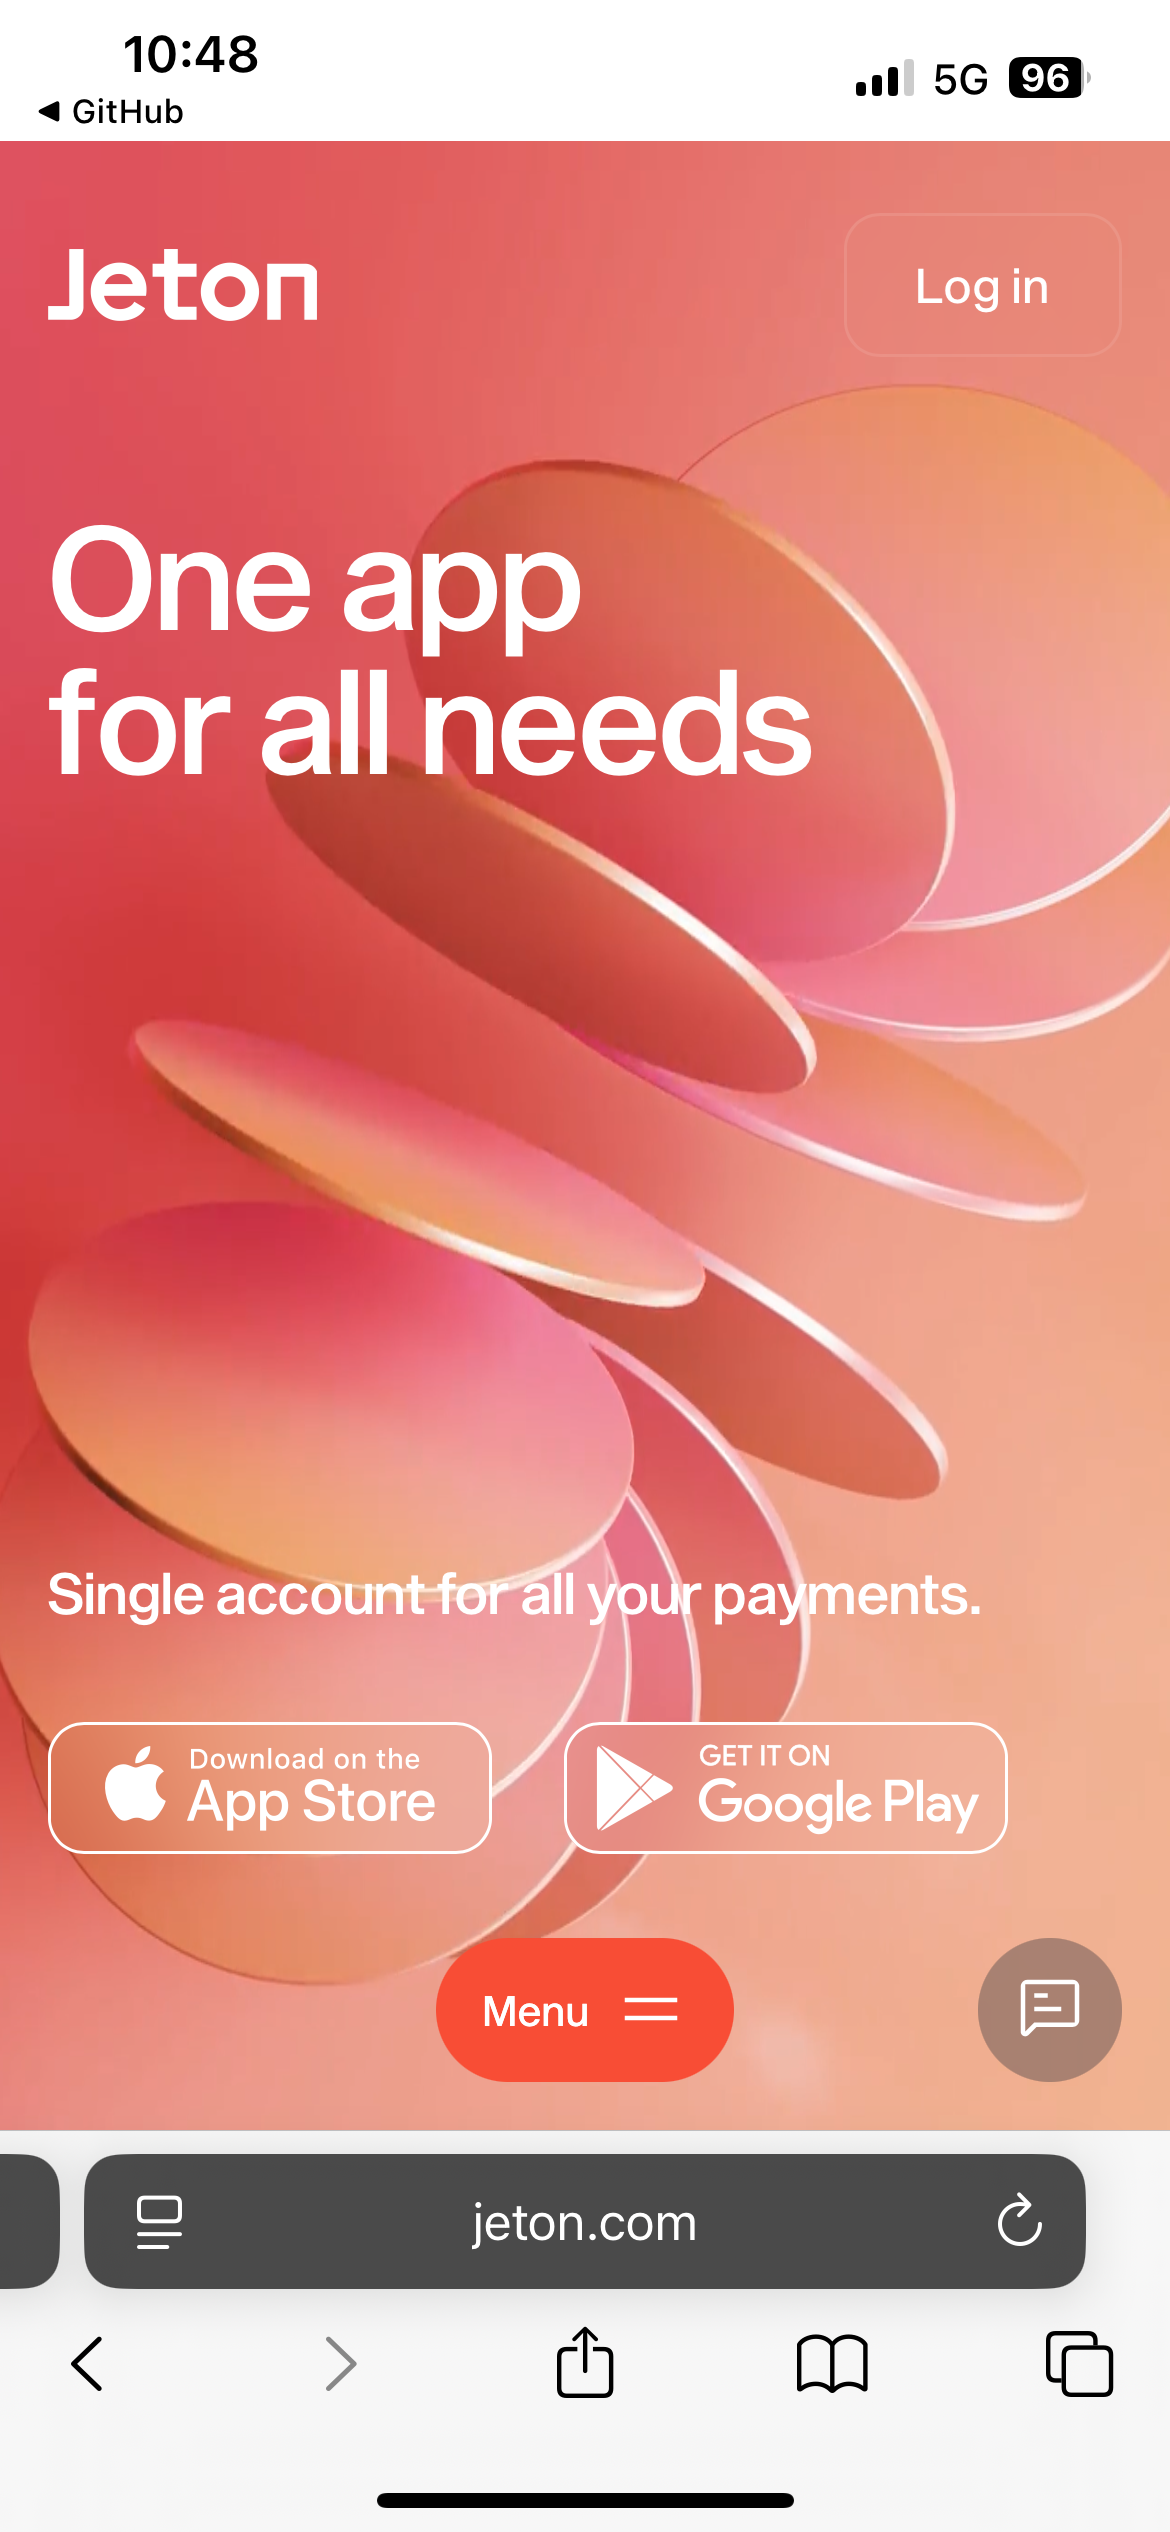 10:48
GitHub
5G
96
Jeton
Log in
One app
for all needs
Single account for all your payments.
Download on the
App Store
GET IT ON
Google Play
Menu
jeton.com